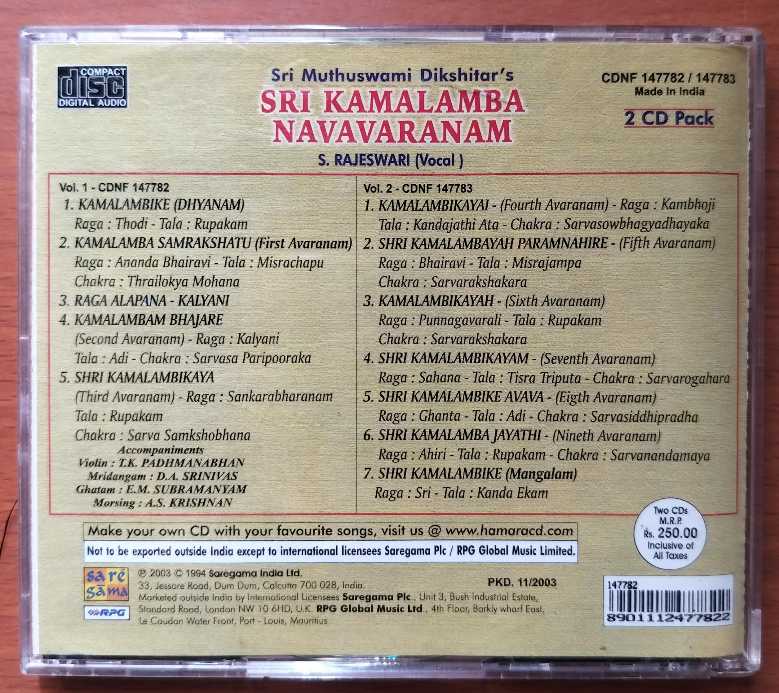 COMPACT
disc
DIGITAL AUDIO
Sri Muthuswami Dikshitar's
SRI KAMALAMBA
NAVAVARANAM
S. RAJESWARI (Vocal )
CDNF 147782 / 147783
Made in India
2 CD Pack
Vol. 1 - CDNF 147782
1. KAMALAMBIKE (DHYANAM)
Raga : Thodi - Tala : Rupakam
2. KAMALAMBA SAMRAKSHATU (First Avaranam)
Raga : Ananda Bhairavi - Tala : Misrachapu
Chakra : Thrailokya Mohana
3. RAGA ALAPANA - KALYANI
4. KAMALAMBAM BHAJARE
(Second Avaranam) - Raga : Kalyani
Tala : Adi - Chakra : Sarvasa Paripooraka
5. SHRI KAMALAMBIKAYA
(Third Avaranam) - Raga : Sankarabharanam
Tala : Rupakam
Chakra : Sarva Samkshobhana
Accompaniments
Violin : T.K. PADHMANABHAN
Mridangam : D.A. SRINIVAS
Ghatam : E.M. SUBRAMANYAM
Morsing : A.S. KRISHNAN
Vol. 2 - CDNF 147783
1. KAMALAMBIKAYAI - (Fourth Avaranam) - Raga : Kambhoji
Tala : Kandajathi Ata - Chakra : Sarvasowbhagyadhayaka
2. SHRI KAMALAMBAYAH PARAMNAHIRE - (Fifth Avaranam)
Raga : Bhairavi - Tala : Misrajampa
Chakra : Sarvarakshakara
3. KAMALAMBIKAYAH - (Sixth Avaranam)
Raga : Punnagavarali - Tala : Rupakam
Chakra : Sarvarakshakara
4. SHRI KAMALAMBIKAYAM - (Seventh Avaranam)
Raga : Sahana - Tala : Tisra Triputa - Chakra : Sarvarogahara
5. SHRI KAMALAMBIKE AVAVA - (Eigth Avaranam)
Raga : Ghanta - Tala : Adi - Chakra : Sarvasiddhipradha
6. SHRI KAMALAMBA JAYATHI - (Nineth Avaranam)
Raga : Ahiri - Tala : Rupakam - Chakra : Sarvanandamaya
7. SHRI KAMALAMBIKE (Mangalam)
Raga : Sri - Tala : Kanda Ekam
Make your own CD with your favourite songs, visit us @ www.hamaracd.com
Not to be exported outside India except to international licensees Saregama Plc / RPG Global Music Limited.
Two CDs
M.R.P.
Rs. 250.00
Inclusive of
All Taxes
saregama
RPG
℗ 2003 © 1994 Saregama India Ltd.
33, Jessore Road, Dum Dum, Calcutta 700 028, India.
Marketed outside India by International Licensees Saregama Plc., Unit 3, Bush Industrial Estate,
Standard Road, London NW 10 6HD, U.K. RPG Global Music Ltd., 4th Floor, Barkly wharf East,
Le Caudan Water Front, Port - Louis, Mauritius
PKD. 11/2003
147782
8901112477822